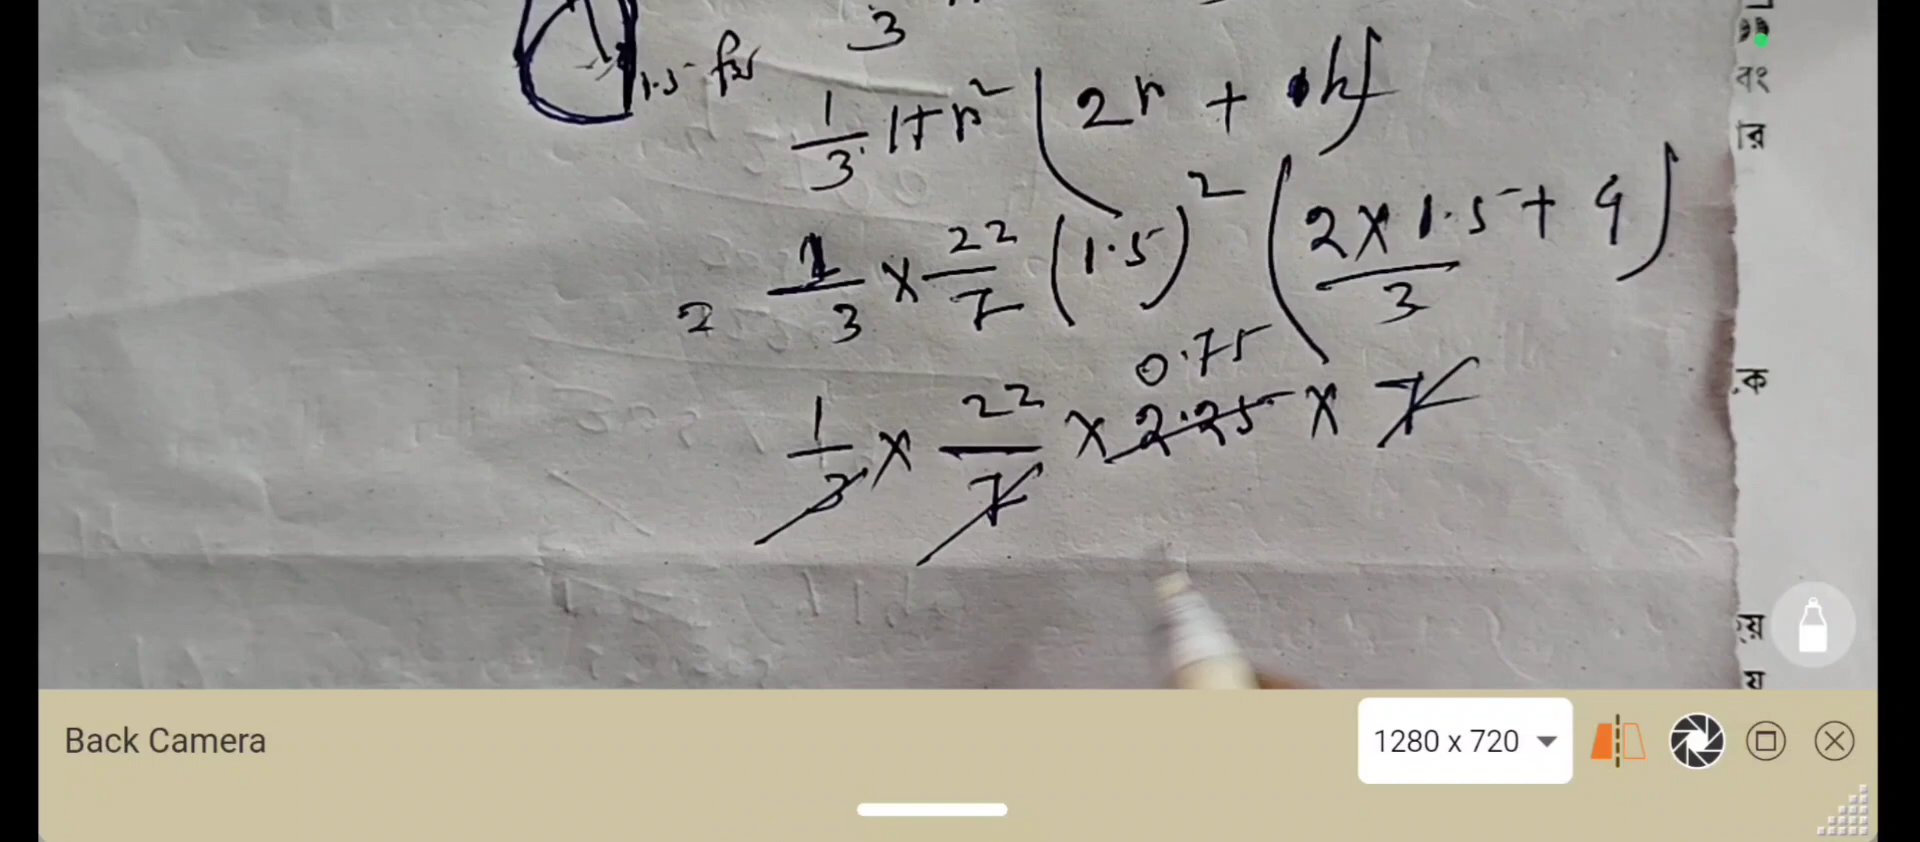 3
1.5
1/3 πr² (2r + h)
2 1/3 × 22/7 (1.5)² (2×1.5/3 + 4)
0.75
1/3 × 22/7 × 2.25 × 7
বং
রি
ক
য়
য়
Back Camera
1280 x 720